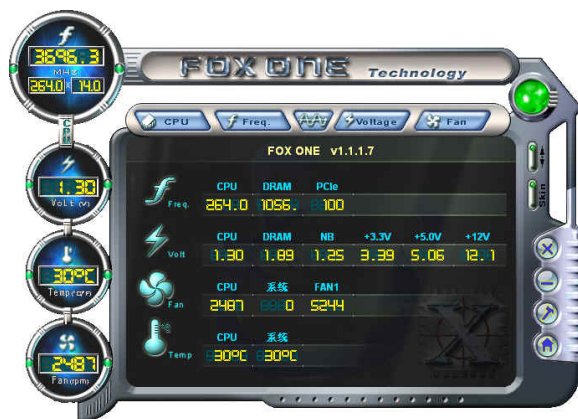 3696.3
MHz
264.0 x 14.0
CPU
1.30
Volt (v)
30°C
Temp(°C/°F)
2487
Fan(rpm)
FOX ONE Technology
CPU Freq. Voltage Fan
FOX ONE v1.1.1.7
CPU DRAM PCIe
Freq. 264.0 1056. 100
CPU DRAM NB +3.3V +5.0V +12V
Volt 1.30 1.89 1.25 3.39 5.06 12.1
CPU 系统 FAN1
Fan 2487 0 5244
CPU 系统
Temp 30°C 30°C
Skin